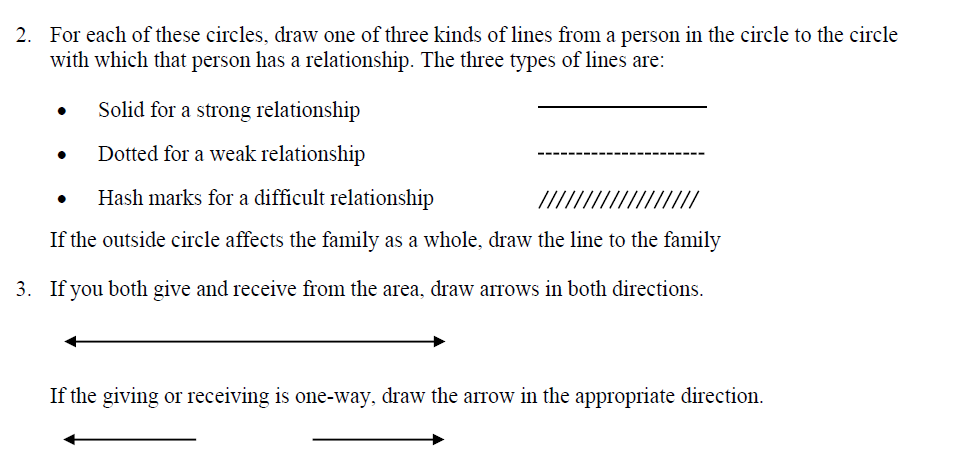 2. For each of these circles, draw one of three kinds of lines from a person in the circle to the circle
with which that person has a relationship. The three types of lines are:
• Solid for a strong relationship
• Dotted for a weak relationship
• Hash marks for a difficult relationship
If the outside circle affects the family as a whole, draw the line to the family
3. If you both give and receive from the area, draw arrows in both directions.
If the giving or receiving is one-way, draw the arrow in the appropriate direction.